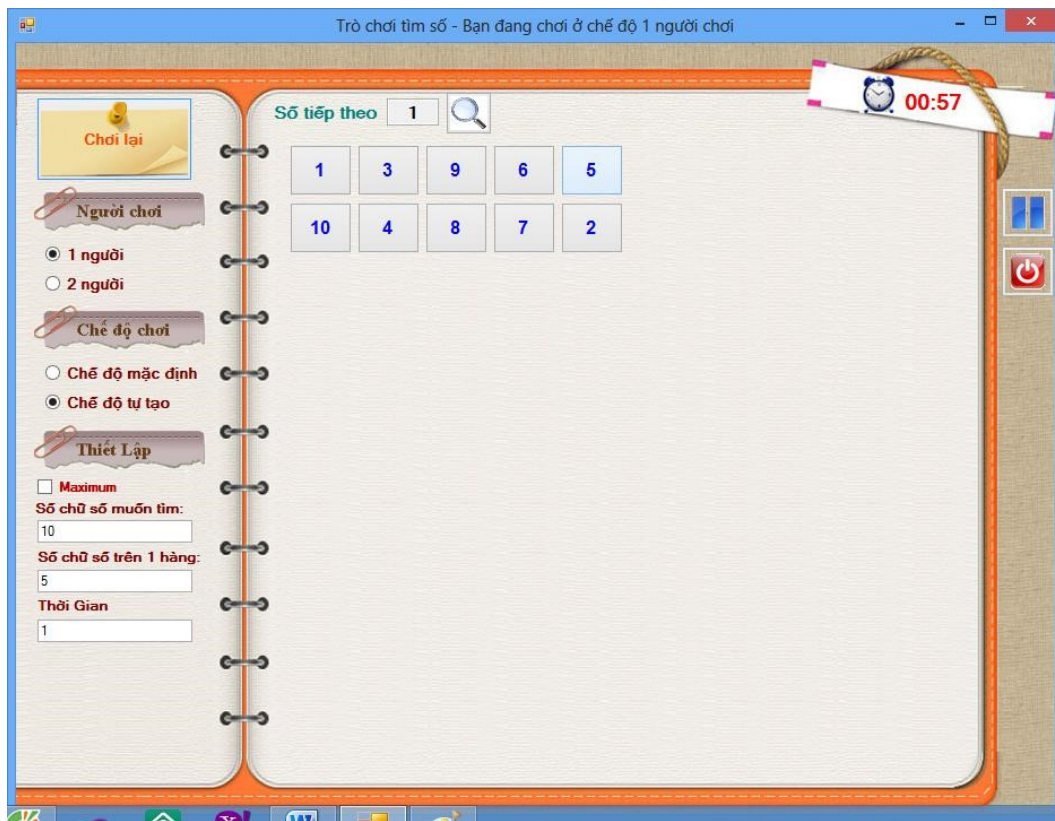 Trò chơi tìm số - Bạn đang chơi ở chế độ 1 người chơi
00:57
Chơi lại
Số tiếp theo 1
1 3 9 6 5
10 4 8 7 2
Người chơi
1 người
2 người
Chế độ chơi
Chế độ mặc định
Chế độ tự tạo
Thiết Lập
Maximum
Số chữ số muốn tìm:
10
Số chữ số trên 1 hàng:
5
Thời Gian
1